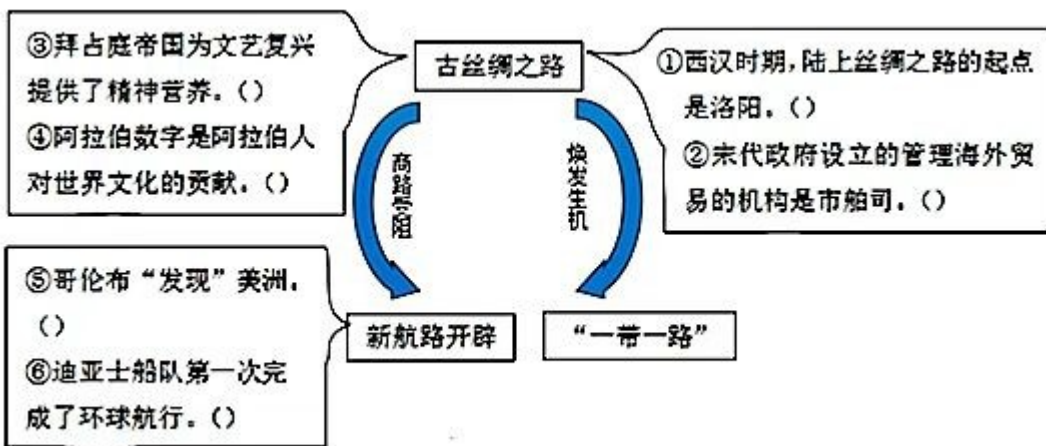 ③拜占庭帝国为文艺复兴
提供了精神营养。()
④阿拉伯数字是阿拉伯人
对世界文化的贡献。()
古丝绸之路
①西汉时期,陆上丝绸之路的起点
是洛阳。()
②宋代政府设立的管理海外贸
易的机构是市舶司。()
商路受阻
焕发生机
⑤哥伦布“发现”美洲。
()
⑥迪亚士船队第一次完
成了环球航行。()
新航路开辟
“一带一路”